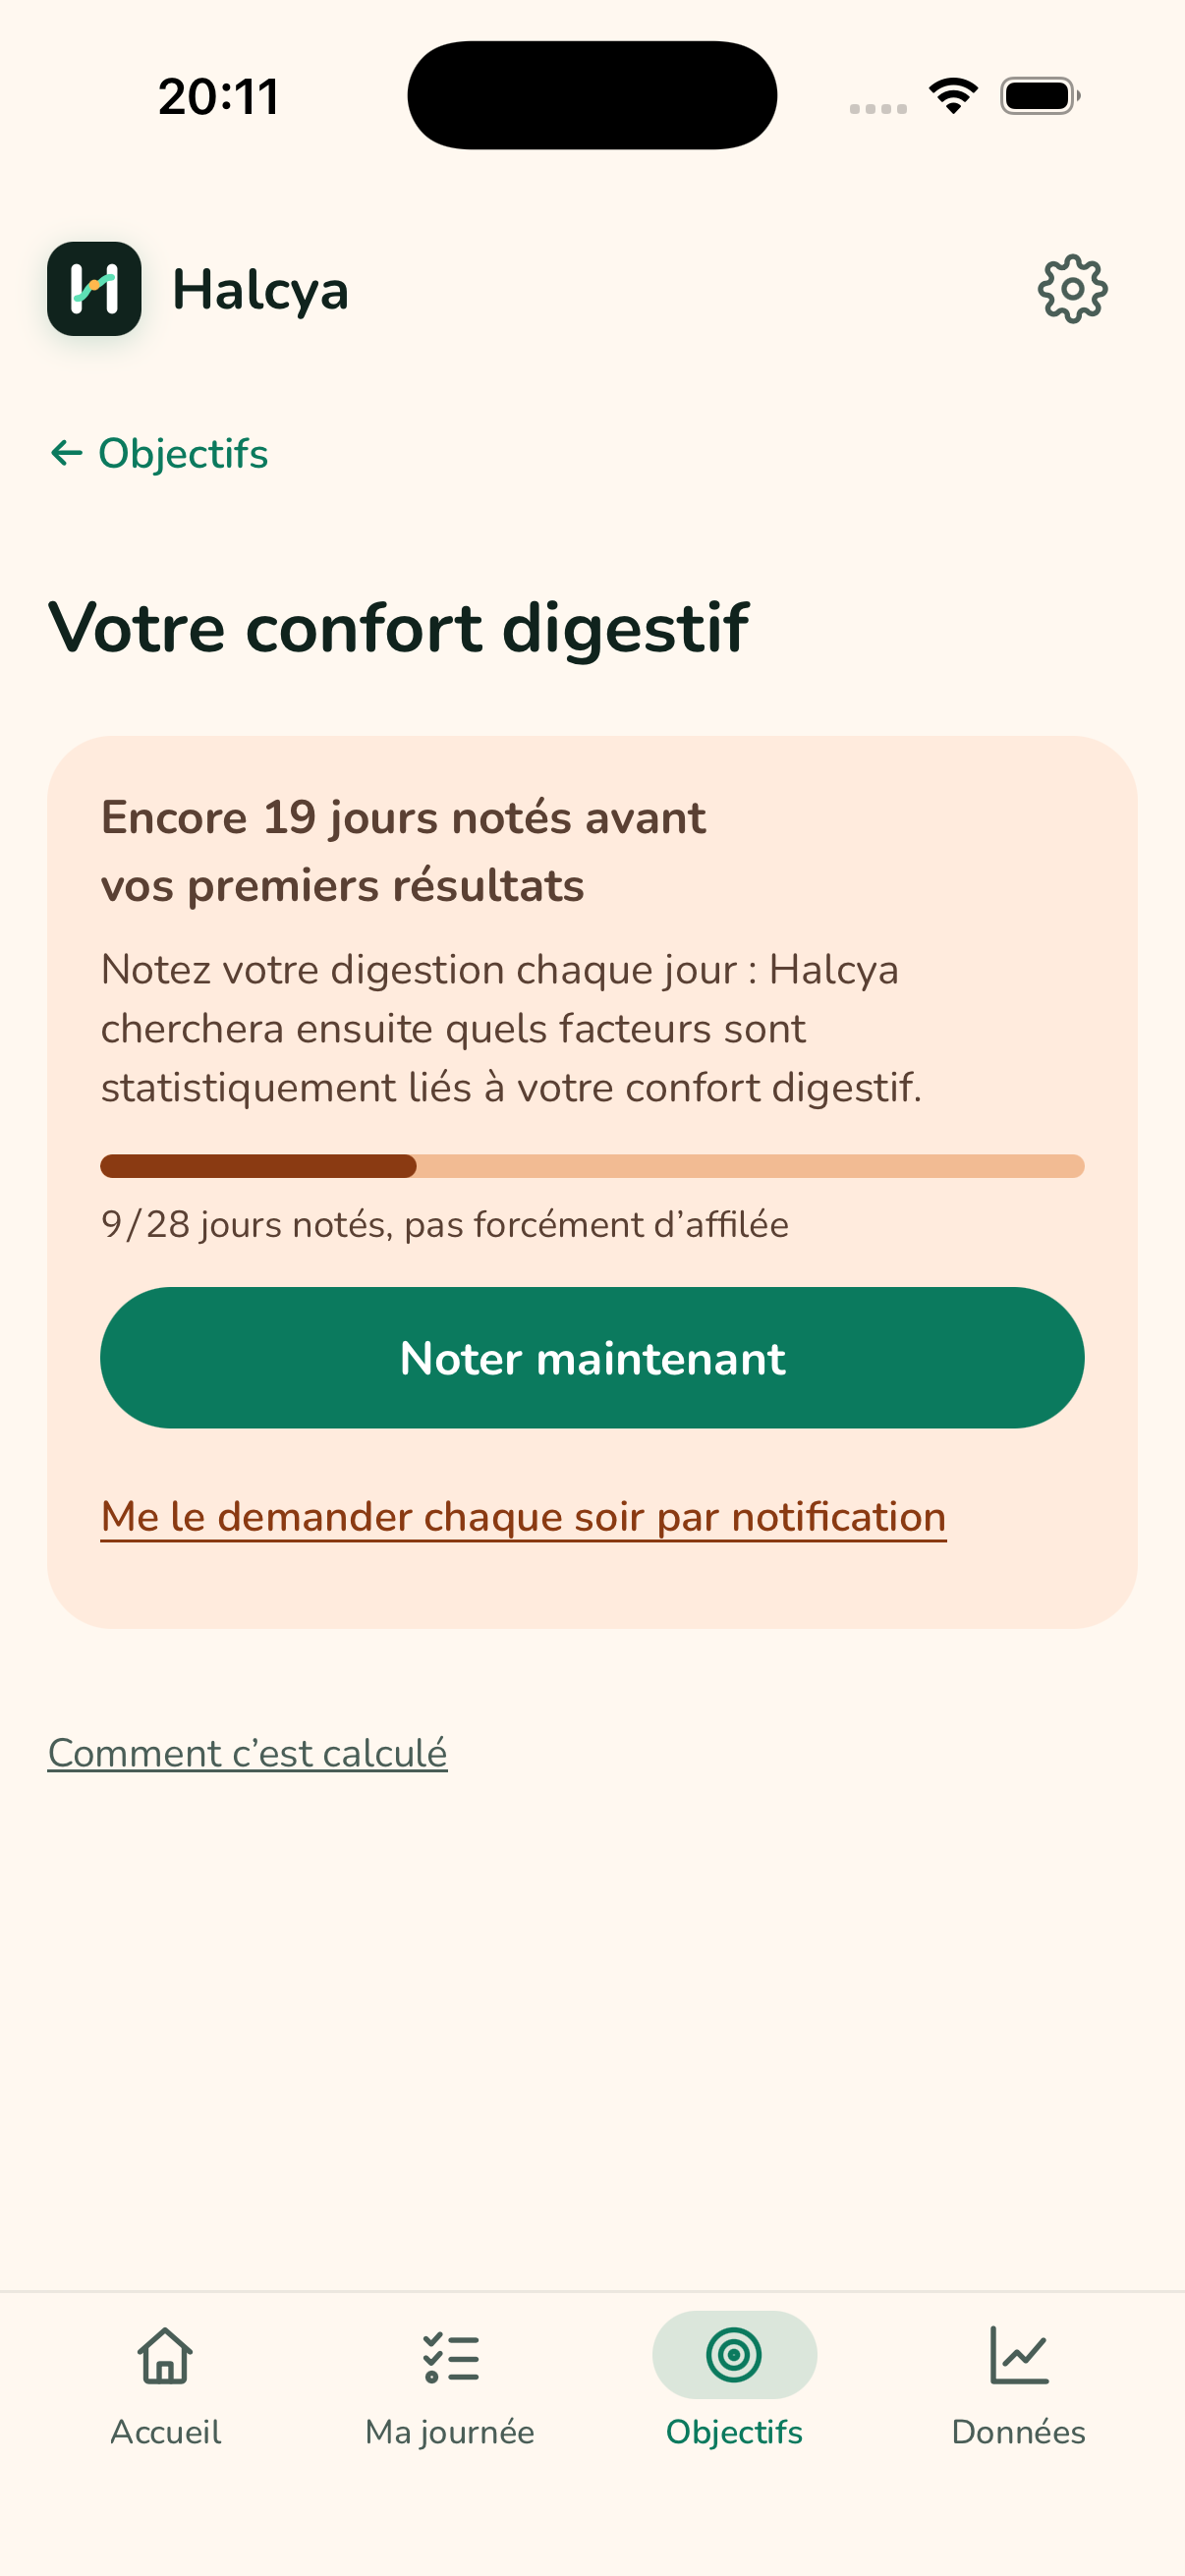 20:11
Halcya
← Objectifs
Votre confort digestif
Encore 19 jours notés avant
vos premiers résultats
Notez votre digestion chaque jour : Halcya
cherchera ensuite quels facteurs sont
statistiquement liés à votre confort digestif.
9/28 jours notés, pas forcément d’affilée
Noter maintenant
Me le demander chaque soir par notification
Comment c’est calculé
Accueil
Ma journée
Objectifs
Données